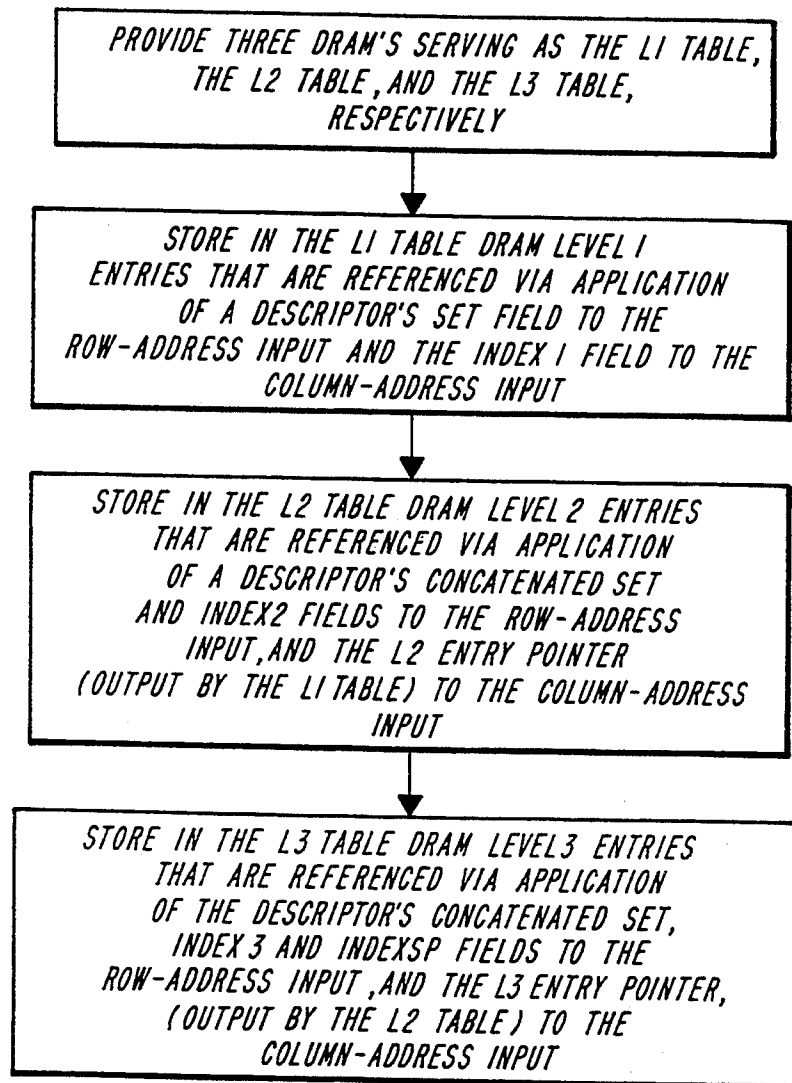 PROVIDE THREE DRAM'S SERVING AS THE L1 TABLE,
THE L2 TABLE, AND THE L3 TABLE,
RESPECTIVELY
STORE IN THE L1 TABLE DRAM LEVEL 1
ENTRIES THAT ARE REFERENCED VIA APPLICATION
OF A DESCRIPTOR'S SET FIELD TO THE
ROW-ADDRESS INPUT AND THE INDEX 1 FIELD TO THE
COLUMN-ADDRESS INPUT
STORE IN THE L2 TABLE DRAM LEVEL 2 ENTRIES
THAT ARE REFERENCED VIA APPLICATION
OF A DESCRIPTOR'S CONCATENATED SET
AND INDEX2 FIELDS TO THE ROW-ADDRESS
INPUT, AND THE L2 ENTRY POINTER
(OUTPUT BY THE L1 TABLE) TO THE COLUMN-ADDRESS
INPUT
STORE IN THE L3 TABLE DRAM LEVEL3 ENTRIES
THAT ARE REFERENCED VIA APPLICATION
OF THE DESCRIPTOR'S CONCATENATED SET,
INDEX 3 AND INDEXSP FIELDS TO THE
ROW-ADDRESS INPUT, AND THE L3 ENTRY POINTER,
(OUTPUT BY THE L2 TABLE) TO THE
COLUMN-ADDRESS INPUT